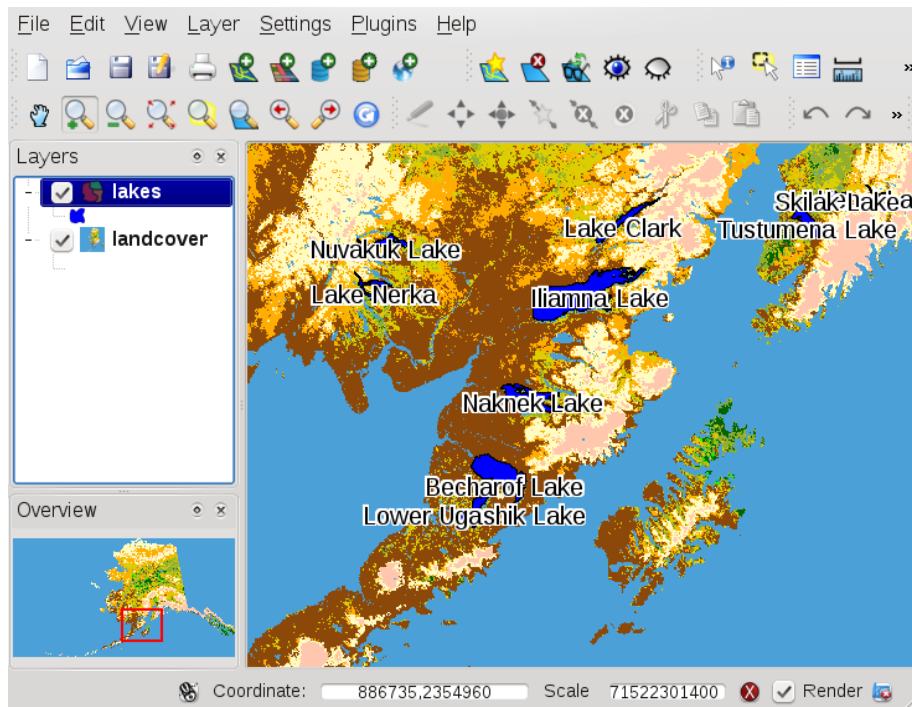 File Edit View Layer Settings Plugins Help
Layers
lakes
landcover
Overview
Skilak Lake
Lake Clark
Tustumena Lake
Nuvakuk Lake
Lake Nerka
Iliamna Lake
Naknek Lake
Becharof Lake
Lower Ugashik Lake
Coordinate: 886735,2354960 Scale 71522301400 Render